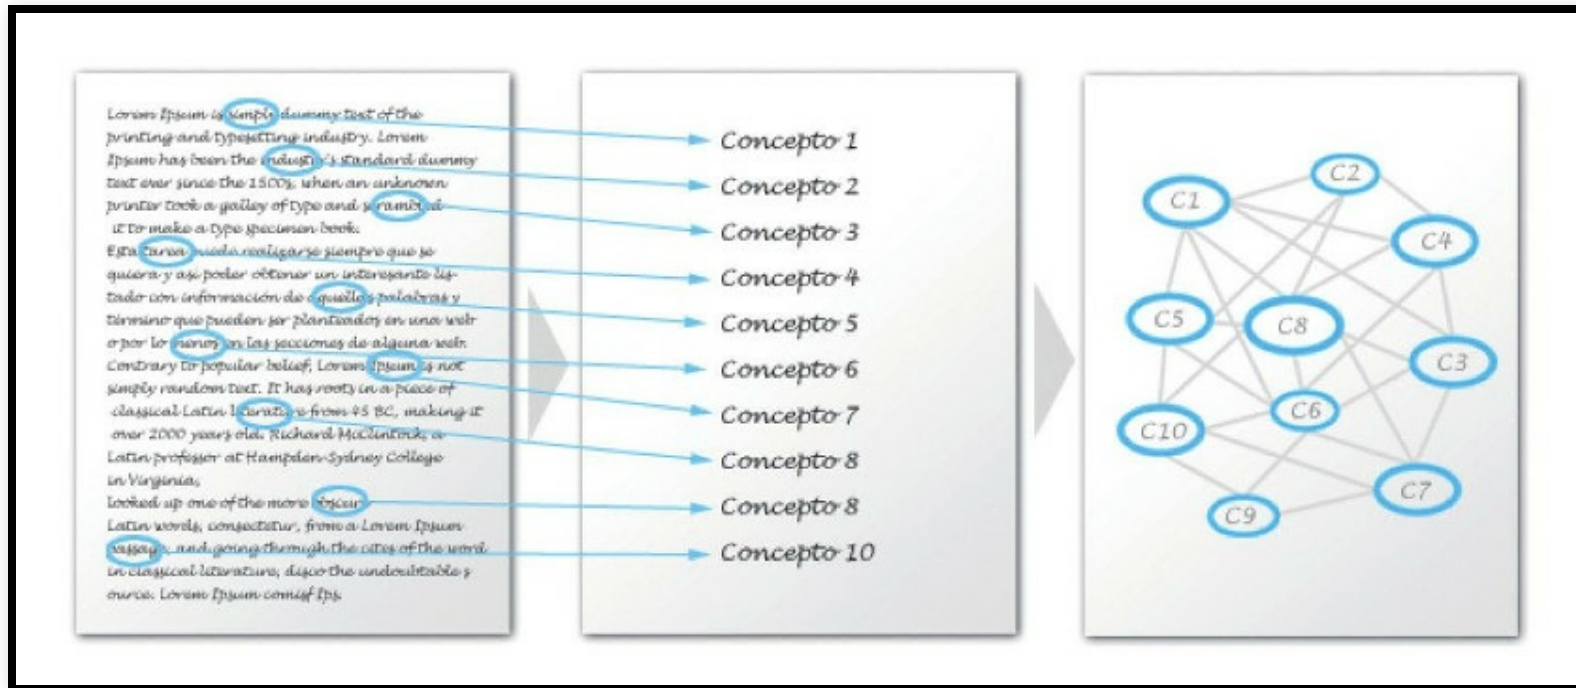 Lorem Ipsum is simply dummy text of the
printing and typesetting industry. Lorem
Ipsum has been the industry's standard dummy
text ever since the 1500s, when an unknown
printer took a galley of type and scrambled
it to make a type specimen book.
Esta tarea puede realizarse siempre que se
quiera y asi poder obtener un interesante lis-
tado con información de aquellos palabras y
término que pueden ser planteados en una web
o por lo menos en las secciones de alguna web.
Contrary to popular belief, Lorem Ipsum is not
simply random text. It has roots in a piece of
classical Latin literature from 45 BC, making it
over 2000 years old. Richard McClintock, a
Latin professor at Hampden-Sydney College
in Virginia,
looked up one of the more obscure
Latin words, consectetur, from a Lorem Ipsum
passage, and going through the cites of the word
in classical literature, disco the undoubtable s
ource. Lorem Ipsum comisf Ips.
Concepto 1
Concepto 2
Concepto 3
Concepto 4
Concepto 5
Concepto 6
Concepto 7
Concepto 8
Concepto 8
Concepto 10
C2
C1
C4
C5
C8
C3
C6
C10
C7
C9